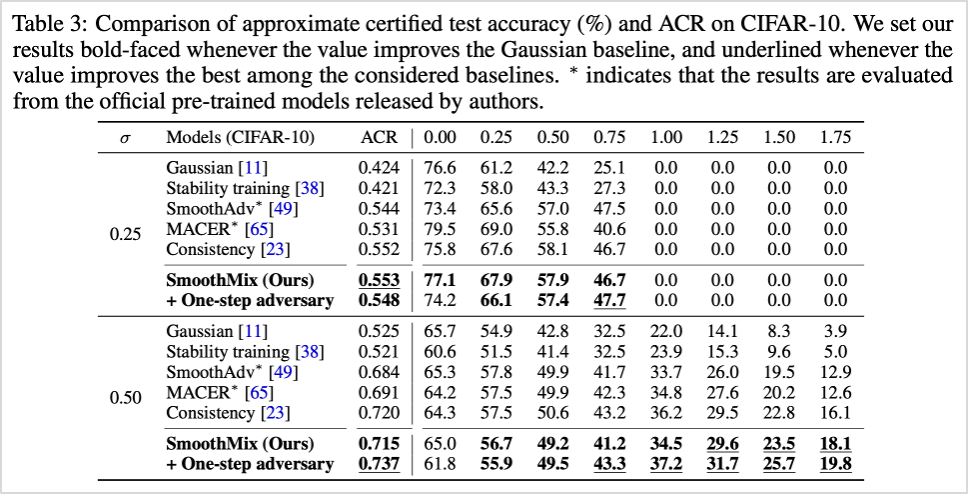 Table 3: Comparison of approximate certified test accuracy (%) and ACR on CIFAR-10. We set our
results bold-faced whenever the value improves the Gaussian baseline, and underlined whenever the
value improves the best among the considered baselines. * indicates that the results are evaluated
from the official pre-trained models released by authors.
σ Models (CIFAR-10) ACR 0.00 0.25 0.50 0.75 1.00 1.25 1.50 1.75
Gaussian [11] 0.424 76.6 61.2 42.2 25.1 0.0 0.0 0.0 0.0
Stability training [38] 0.421 72.3 58.0 43.3 27.3 0.0 0.0 0.0 0.0
SmoothAdv* [49] 0.544 73.4 65.6 57.0 47.5 0.0 0.0 0.0 0.0
0.25 MACER* [65] 0.531 79.5 69.0 55.8 40.6 0.0 0.0 0.0 0.0
Consistency [23] 0.552 75.8 67.6 58.1 46.7 0.0 0.0 0.0 0.0
SmoothMix (Ours) 0.553 77.1 67.9 57.9 46.7 0.0 0.0 0.0 0.0
+ One-step adversary 0.548 74.2 66.1 57.4 47.7 0.0 0.0 0.0 0.0
Gaussian [11] 0.525 65.7 54.9 42.8 32.5 22.0 14.1 8.3 3.9
Stability training [38] 0.521 60.6 51.5 41.4 32.5 23.9 15.3 9.6 5.0
SmoothAdv* [49] 0.684 65.3 57.8 49.9 41.7 33.7 26.0 19.5 12.9
0.50 MACER* [65] 0.691 64.2 57.5 49.9 42.3 34.8 27.6 20.2 12.6
Consistency [23] 0.720 64.3 57.5 50.6 43.2 36.2 29.5 22.8 16.1
SmoothMix (Ours) 0.715 65.0 56.7 49.2 41.2 34.5 29.6 23.5 18.1
+ One-step adversary 0.737 61.8 55.9 49.5 43.3 37.2 31.7 25.7 19.8